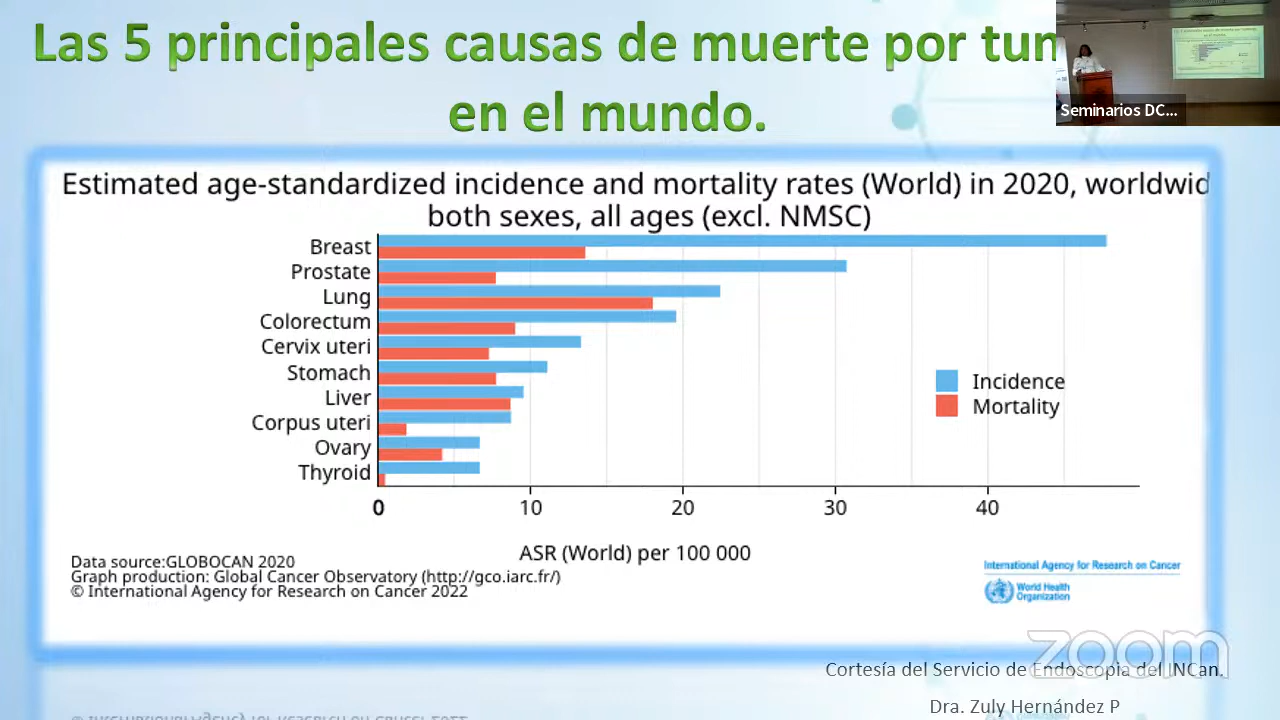 Las 5 principales causas de muerte por tum
en el mundo.
Seminarios DC...
Estimated age-standardized incidence and mortality rates (World) in 2020, worldwid
both sexes, all ages (excl. NMSC)
Breast
Prostate
Lung
Colorectum
Cervix uteri
Stomach
Liver
Corpus uteri
Ovary
Thyroid
Incidence
Mortality
0 10 20 30 40
ASR (World) per 100 000
Data source:GLOBOCAN 2020
Graph production: Global Cancer Observatory (http://gco.iarc.fr/)
© International Agency for Research on Cancer 2022
International Agency for Research on Cancer
World Health
Organization
zoom
Cortesía del Servicio de Endoscopia del INCan.
Dra. Zuly Hernández P